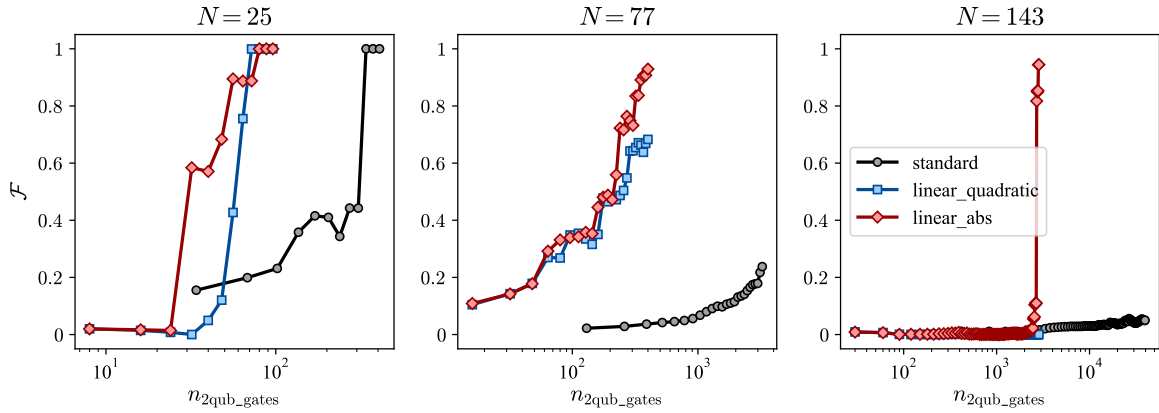 N = 25
N = 77
N = 143
ℱ
1
0.8
0.6
0.4
0.2
0
10¹
10²
n₂qub_gates
1
0.8
0.6
0.4
0.2
0
10²
10³
n₂qub_gates
1
0.8
0.6
0.4
0.2
0
10²
10³
10⁴
n₂qub_gates
standard
linear_quadratic
linear_abs